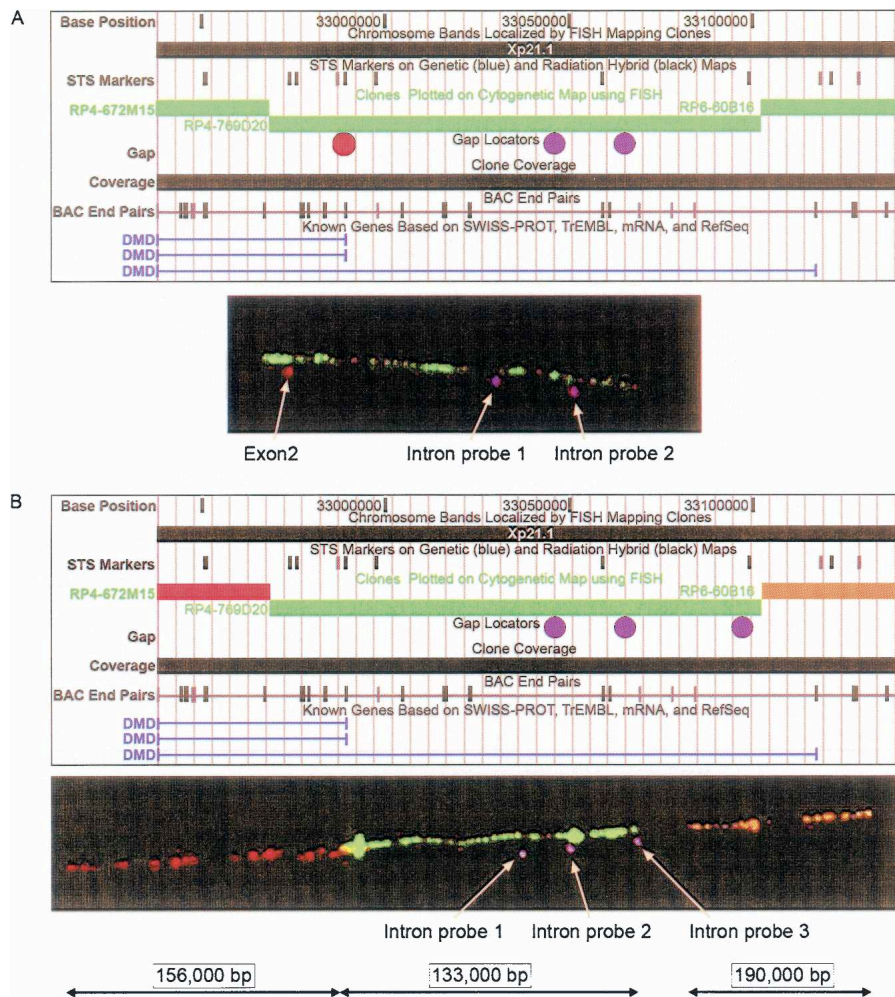 A
Base Position 33000000 33050000 33100000
Chromosome Bands Localized by FISH Mapping Clones
Xp21.1
STS Markers on Genetic (blue) and Radiation Hybrid (black) Maps
STS Markers
Clones Plotted on Cytogenetic Map using FISH
RP4-672M15 RP6-60B16
RP4-769D20
Gap Locators
Gap
Clone Coverage
Coverage
BAC End Pairs
BAC End Pairs
Known Genes Based on SWISS-PROT, TrEMBL, mRNA, and RefSeq
DMD
DMD
DMD
Exon2 Intron probe 1 Intron probe 2
B
Base Position 33000000 33050000 33100000
Chromosome Bands Localized by FISH Mapping Clones
Xp21.1
STS Markers on Genetic (blue) and Radiation Hybrid (black) Maps
STS Markers
Clones Plotted on Cytogenetic Map using FISH
RP4-672M15 RP6-60B16
RP4-769D20
Gap Locators
Gap
Clone Coverage
Coverage
BAC End Pairs
BAC End Pairs
Known Genes Based on SWISS-PROT, TrEMBL, mRNA, and RefSeq
DMD
DMD
DMD
Intron probe 1 Intron probe 2 Intron probe 3
156,000 bp 133,000 bp 190,000 bp